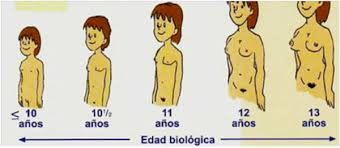 ≤ 10 10½ 11 12 13
años años años años años
Edad biológica